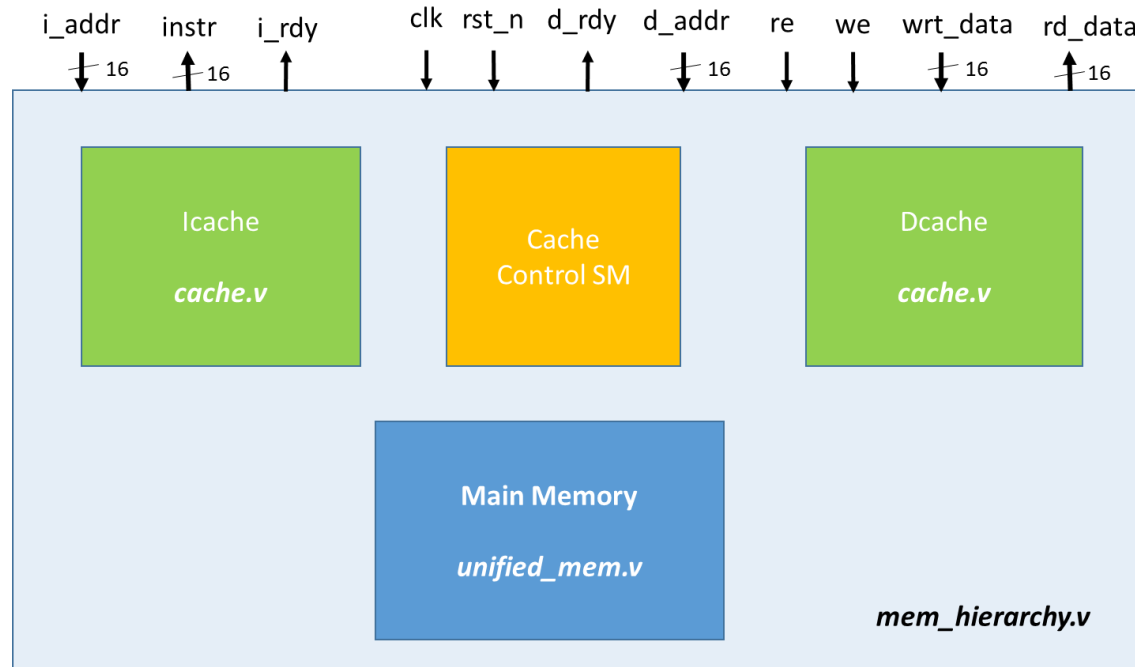 i_addr instr i_rdy clk rst_n d_rdy d_addr re we wrt_data rd_data
16 16 16 16 16
Icache
cache.v
Cache
Control SM
Dcache
cache.v
Main Memory
unified_mem.v
mem_hierarchy.v